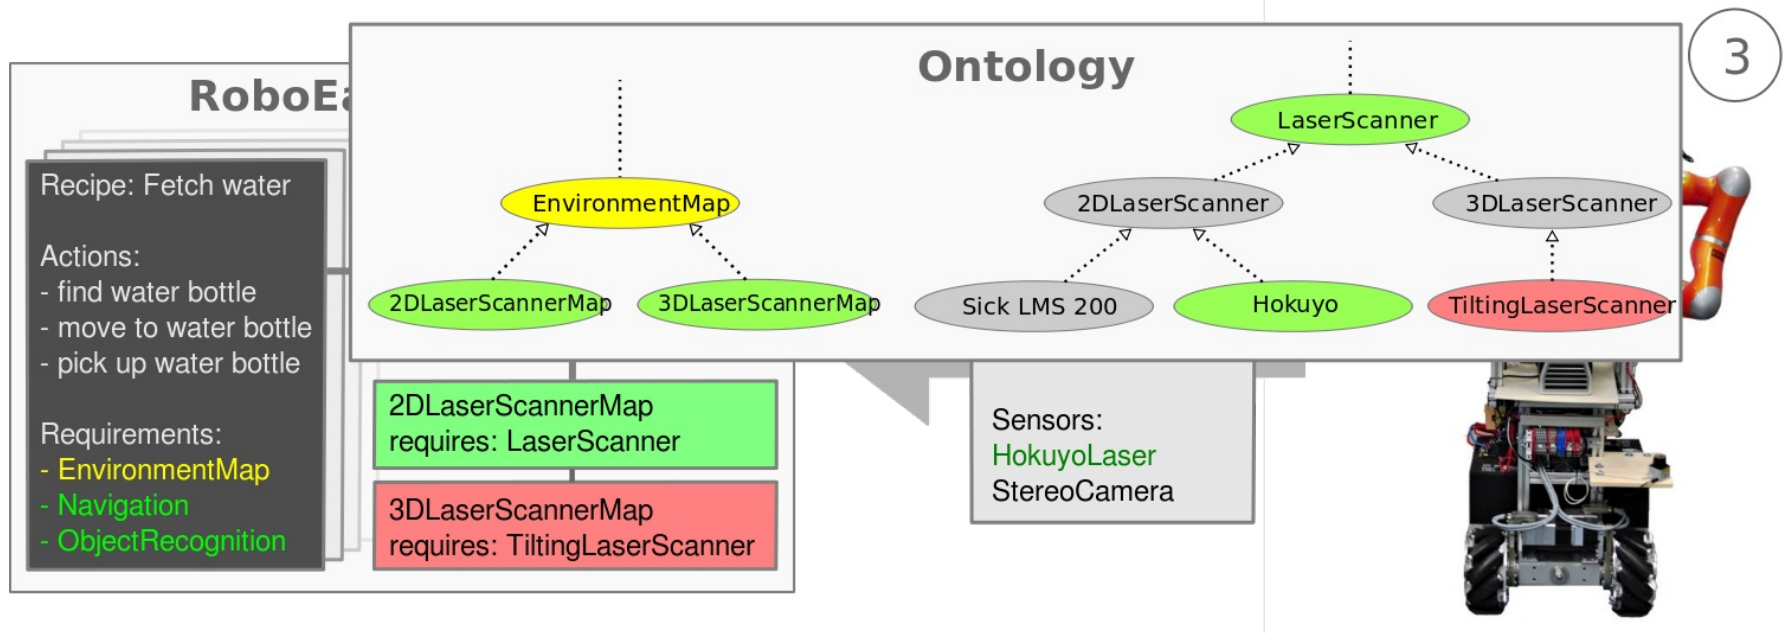 RoboEa
Recipe: Fetch water
Actions:
- find water bottle
- move to water bottle
- pick up water bottle
Requirements:
- EnvironmentMap
- Navigation
- ObjectRecognition
Ontology
LaserScanner
EnvironmentMap
2DLaserScanner
3DLaserScanner
2DLaserScannerMap
3DLaserScannerMap
Sick LMS 200
Hokuyo
TiltingLaserScanner
2DLaserScannerMap
requires: LaserScanner
3DLaserScannerMap
requires: TiltingLaserScanner
Sensors:
HokuyoLaser
StereoCamera
3